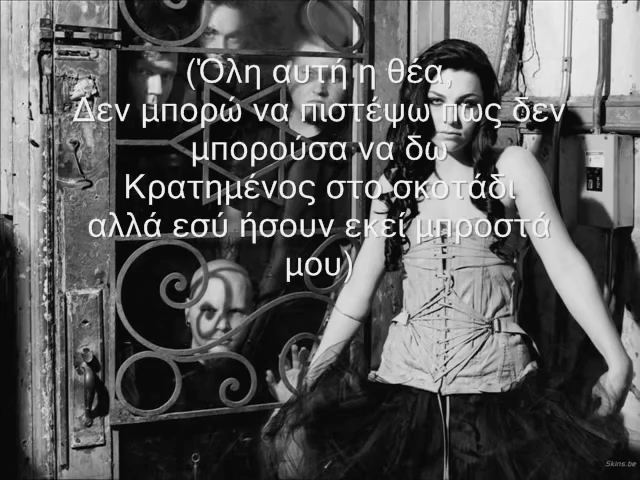 (Όλη αυτή η θέα,
Δεν μπορώ να πιστέψω πως δεν
μπορούσα να δω
Κρατημένος στο σκοτάδι
αλλά εσύ ήσουν εκεί μπροστά
μου)
Skins.be